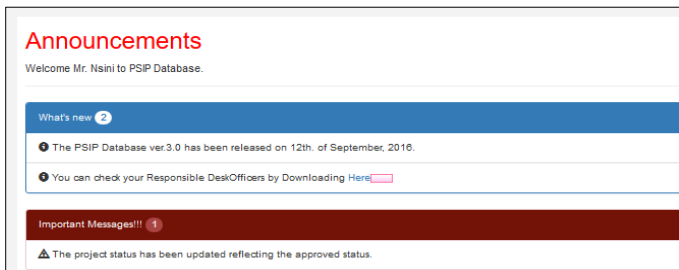 Announcements
Welcome Mr. Nsini to PSIP Database.
What's new 2
The PSIP Database ver.3.0 has been released on 12th. of September, 2016.
You can check your Responsible DeskOfficers by Downloading Here
Important Messages!!! 1
The project status has been updated reflecting the approved status.